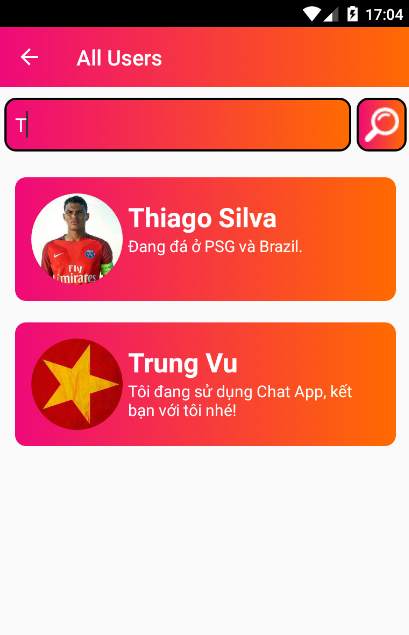 17:04
All Users
T
Thiago Silva
Đang đá ở PSG và Brazil.
Fly
Emirates
Trung Vu
Tôi đang sử dụng Chat App, kết
bạn với tôi nhé!